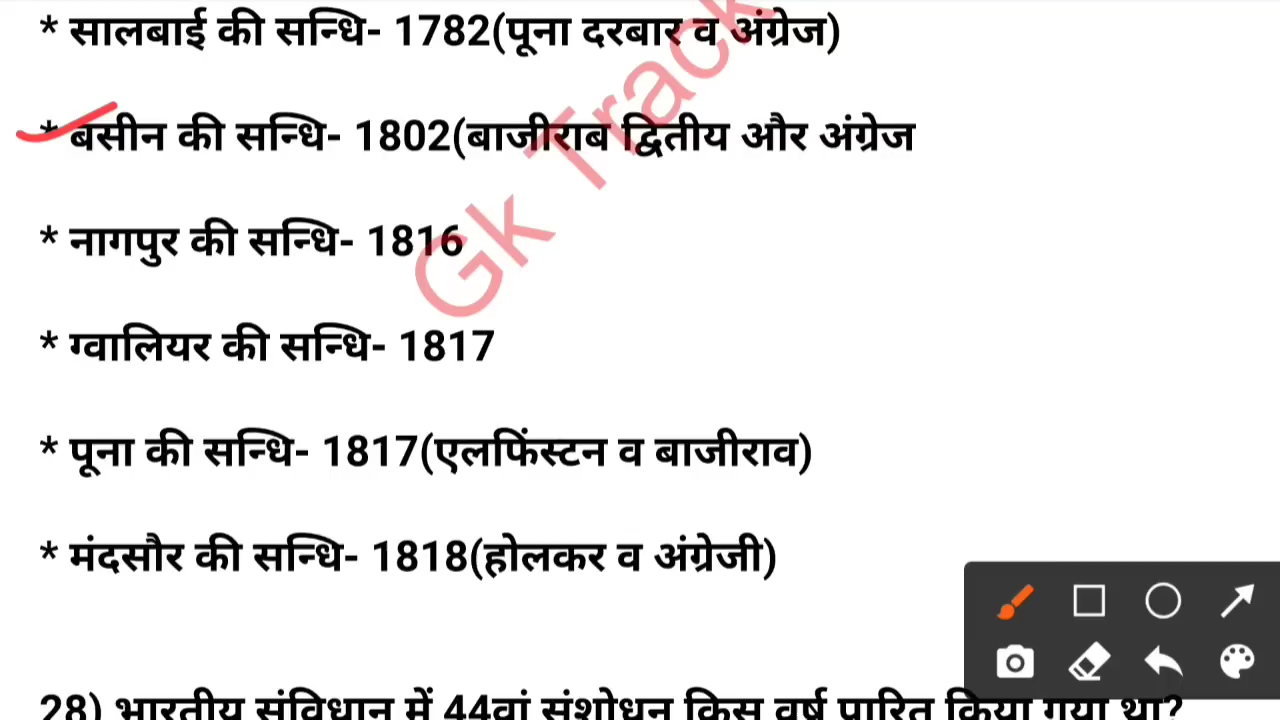 * सालबाई की सन्धि- 1782(पूना दरबार व अंग्रेज)
* बसीन की सन्धि- 1802(बाजीराब द्वितीय और अंग्रेज
* नागपुर की सन्धि- 1816
* ग्वालियर की सन्धि- 1817
* पूना की सन्धि- 1817(एलफिंस्टन व बाजीराव)
* मंदसौर की सन्धि- 1818(होलकर व अंग्रेजी)
28) भारतीय संविधान में 44वां संशोधन किस वर्ष पारित किया गया था?
Gk Track